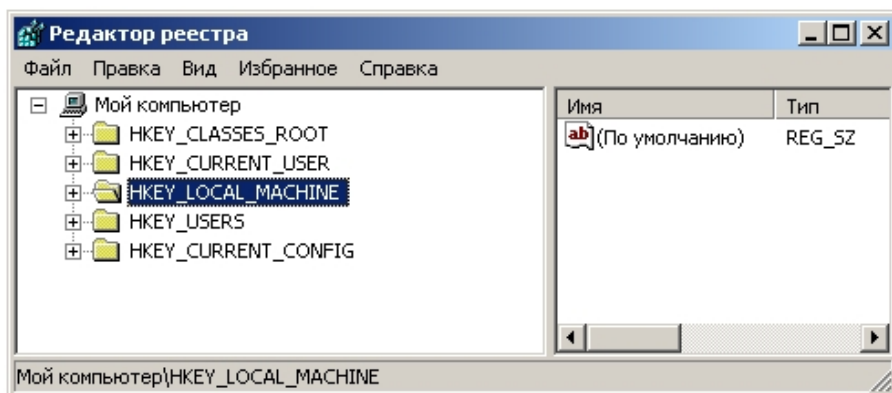 Редактор реестра
Файл Правка Вид Избранное Справка
Мой компьютер
HKEY_CLASSES_ROOT
HKEY_CURRENT_USER
HKEY_LOCAL_MACHINE
HKEY_USERS
HKEY_CURRENT_CONFIG
Имя Тип
ab (По умолчанию) REG_SZ
Мой компьютер\HKEY_LOCAL_MACHINE